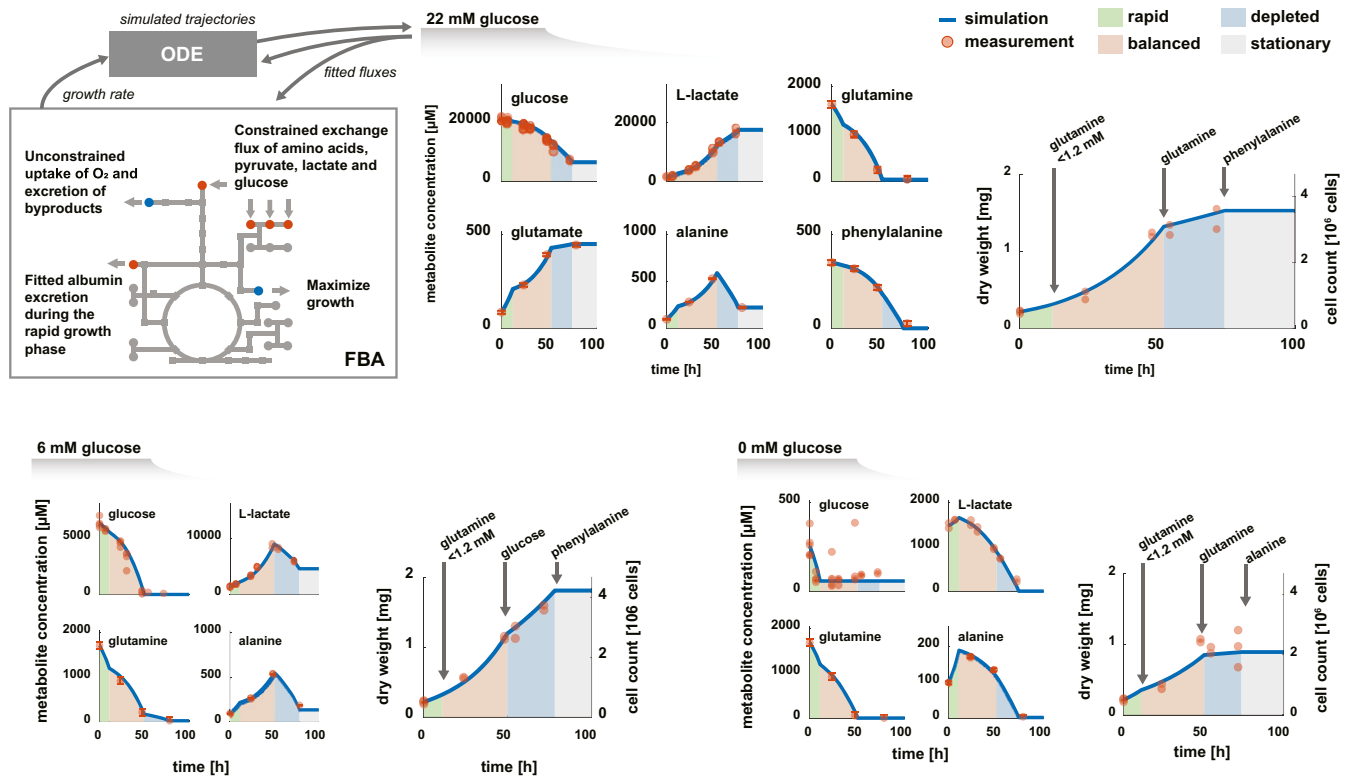 simulated trajectories
ODE
fitted fluxes
growth rate
Unconstrained
uptake of O₂ and
excretion of
byproducts
Constrained exchange
flux of amino acids,
pyruvate, lactate and
glucose
Fitted albumin
excretion
during the
rapid growth
phase
Maximize
growth
FBA
22 mM glucose
simulation
measurement
rapid
balanced
depleted
stationary
metabolite concentration [µM]
glucose
20000
0
L-lactate
20000
0
glutamine
2000
1000
0
glutamate
500
0
0 50 100
alanine
1000
500
0
0 50 100
phenylalanine
500
0
0 50 100
time [h]
glutamine
<1.2 mM
glutamine
phenylalanine
dry weight [mg]
2
1
0
cell count [10⁶ cells]
4
2
0
0 50 100
time [h]
6 mM glucose
metabolite concentration [µM]
glucose
5000
0
L-lactate
10000
0
glutamine
2000
1000
0
0 50 100
alanine
1000
500
0
0 50 100
time [h]
glutamine
<1.2 mM
glucose
phenylalanine
dry weight [mg]
2
1
0
cell count [106 cells]
4
2
0
0 50 100
time [h]
0 mM glucose
metabolite concentration [µM]
glucose
500
0
L-lactate
2000
1000
0
glutamine
2000
1000
0
0 50 100
alanine
200
100
0
0 50 100
time [h]
glutamine
<1.2 mM
glutamine
alanine
dry weight [mg]
2
1
0
cell count [10⁶ cells]
4
2
0
0 50 100
time [h]